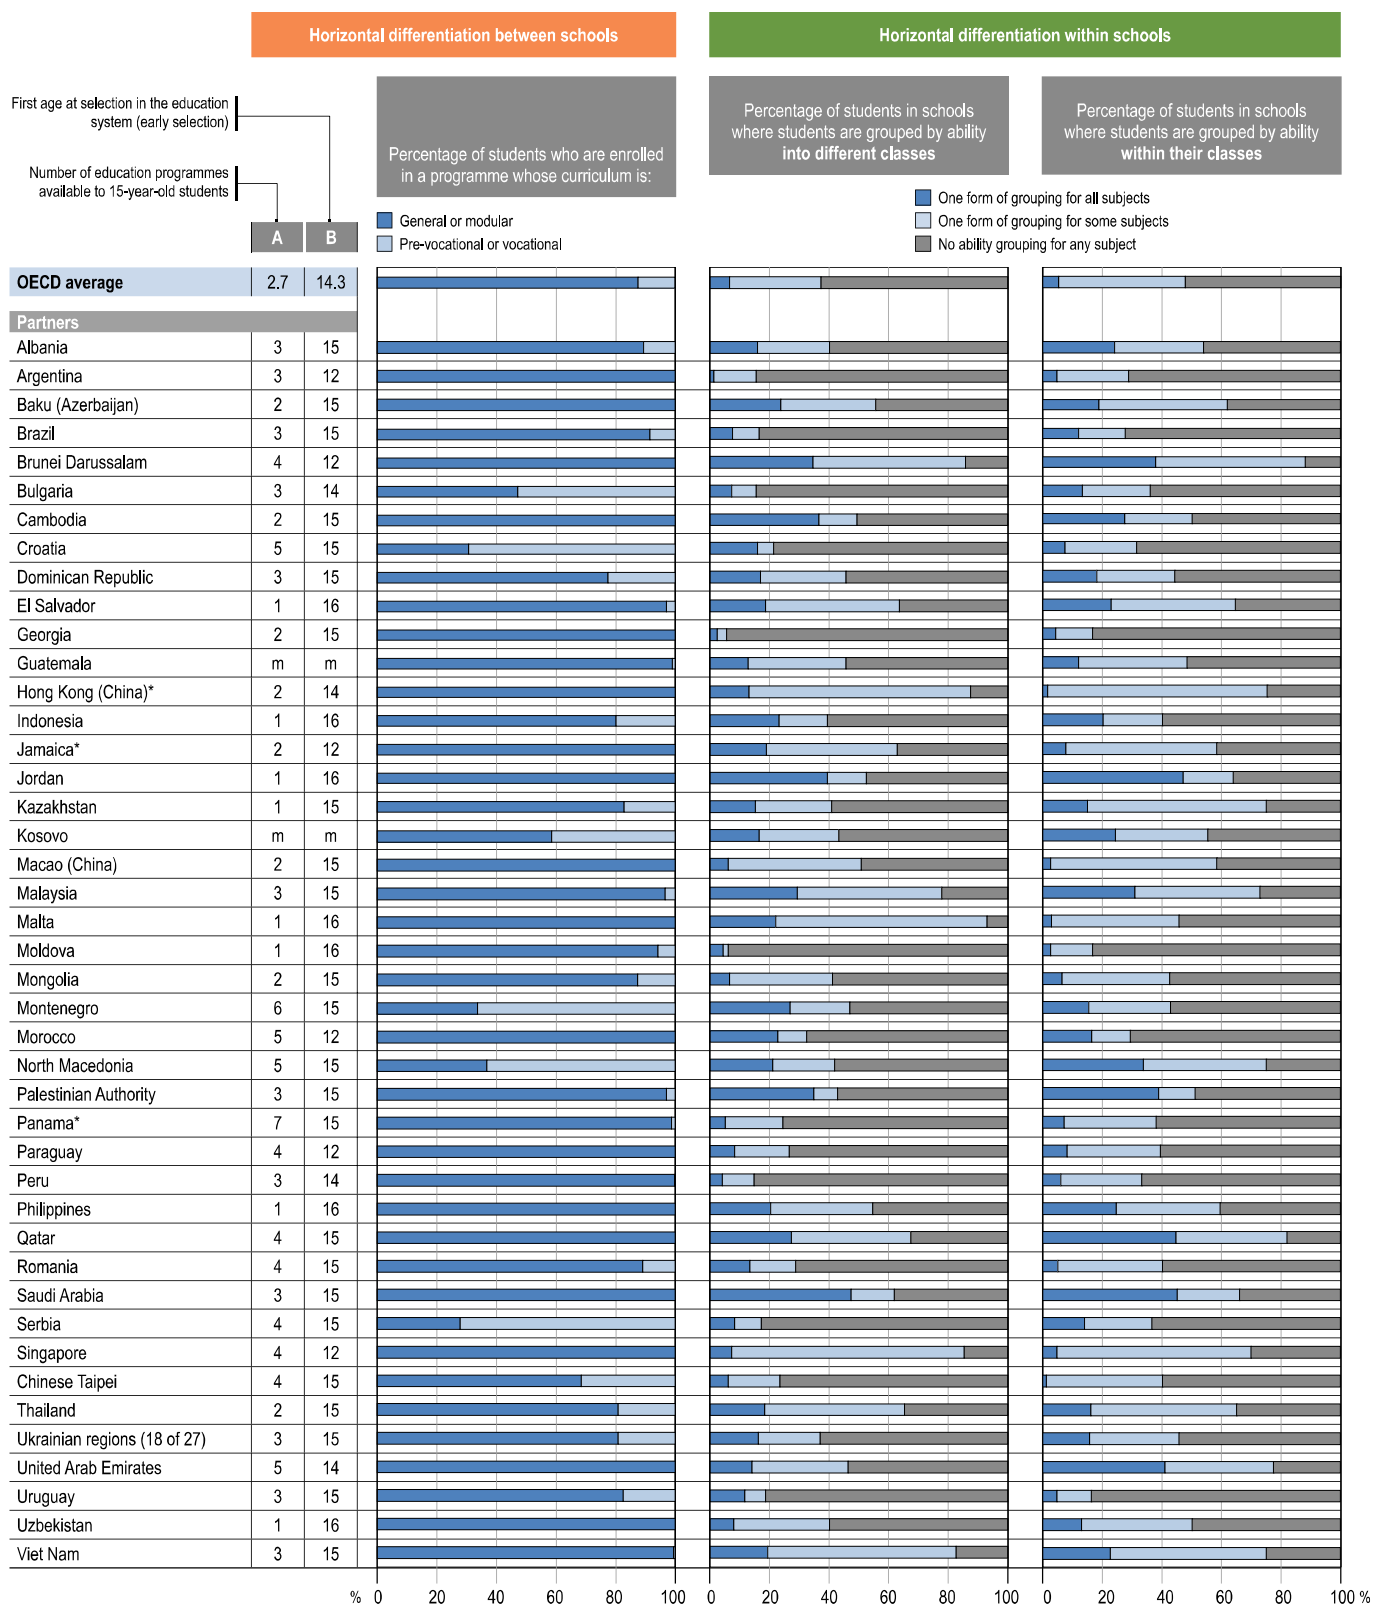 Horizontal differentiation between schools
Horizontal differentiation within schools
First age at selection in the education
system (early selection)
Number of education programmes
available to 15-year-old students
Percentage of students who are enrolled
in a programme whose curriculum is:
Percentage of students in schools
where students are grouped by ability
into different classes
Percentage of students in schools
where students are grouped by ability
within their classes
General or modular
Pre-vocational or vocational
One form of grouping for all subjects
One form of grouping for some subjects
No ability grouping for any subject
A B
OECD average 2.7 14.3
Partners
Albania 3 15
Argentina 3 12
Baku (Azerbaijan) 2 15
Brazil 3 15
Brunei Darussalam 4 12
Bulgaria 3 14
Cambodia 2 15
Croatia 5 15
Dominican Republic 3 15
El Salvador 1 16
Georgia 2 15
Guatemala m m
Hong Kong (China)* 2 14
Indonesia 1 16
Jamaica* 2 12
Jordan 1 16
Kazakhstan 1 15
Kosovo m m
Macao (China) 2 15
Malaysia 3 15
Malta 1 16
Moldova 1 16
Mongolia 2 15
Montenegro 6 15
Morocco 5 12
North Macedonia 5 15
Palestinian Authority 3 15
Panama* 7 15
Paraguay 4 12
Peru 3 14
Philippines 1 16
Qatar 4 15
Romania 4 15
Saudi Arabia 3 15
Serbia 4 15
Singapore 4 12
Chinese Taipei 4 15
Thailand 2 15
Ukrainian regions (18 of 27) 3 15
United Arab Emirates 5 14
Uruguay 3 15
Uzbekistan 1 16
Viet Nam 3 15
% 0 20 40 60 80 100 0 20 40 60 80 100 0 20 40 60 80 100 %